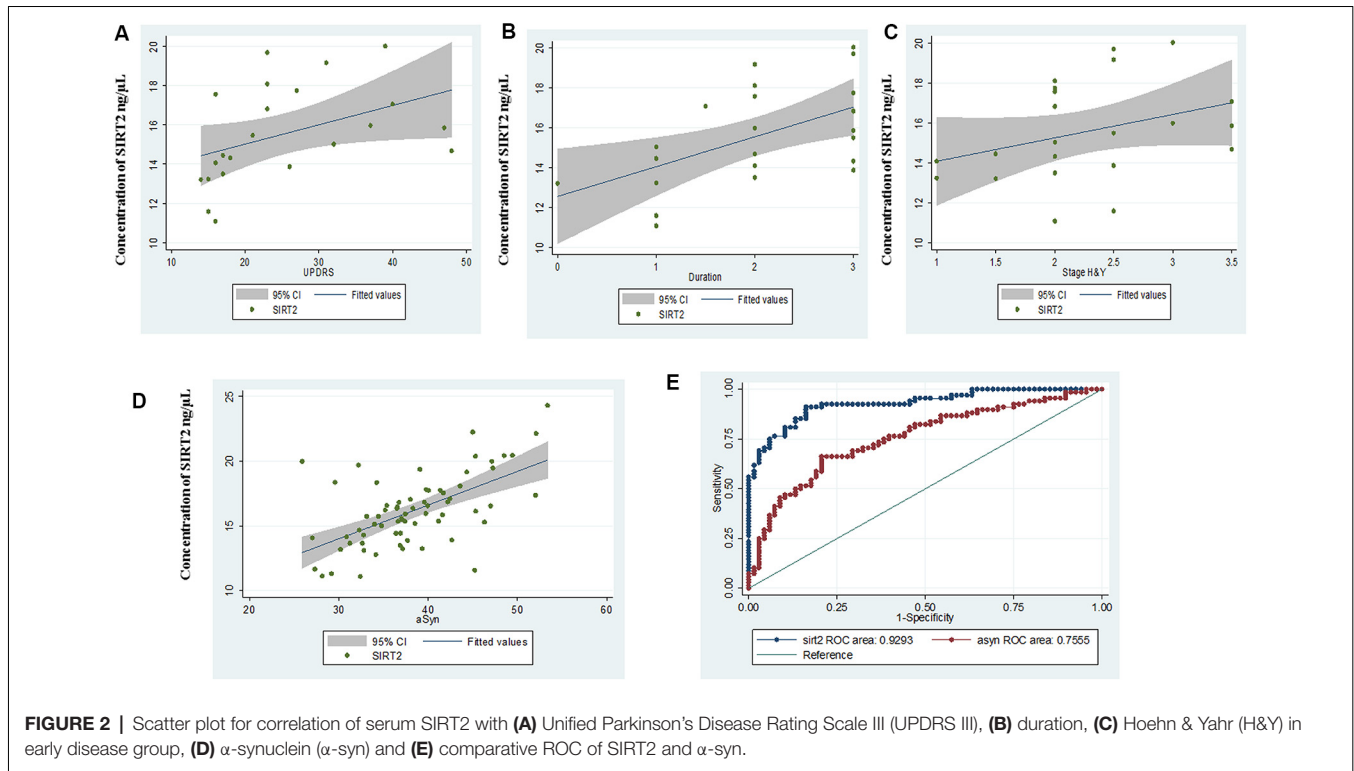 A
Concentration of SIRT2 ng/µL
20
18
16
14
12
10
10 20 30 40 50
UPDRS
95% CI Fitted values
SIRT2
B
Concentration of SIRT2 ng/µL
20
18
16
14
12
10
0 1 2 3
Duration
95% CI Fitted values
SIRT2
C
Concentration of SIRT2 ng/µL
20
18
16
14
12
10
1 1.5 2 2.5 3 3.5
Stage H&Y
95% CI Fitted values
SIRT2
D
Concentration of SIRT2 ng/µL
25
20
15
10
20 30 40 50 60
aSyn
95% CI Fitted values
SIRT2
E
Sensitivity
1.00
0.75
0.50
0.25
0.00
0.00 0.25 0.50 0.75 1.00
1-Specificity
sirt2 ROC area: 0.9293 asyn ROC area: 0.7555
Reference
FIGURE 2 | Scatter plot for correlation of serum SIRT2 with (A) Unified Parkinson's Disease Rating Scale III (UPDRS III), (B) duration, (C) Hoehn & Yahr (H&Y) in
early disease group, (D) α-synuclein (α-syn) and (E) comparative ROC of SIRT2 and α-syn.